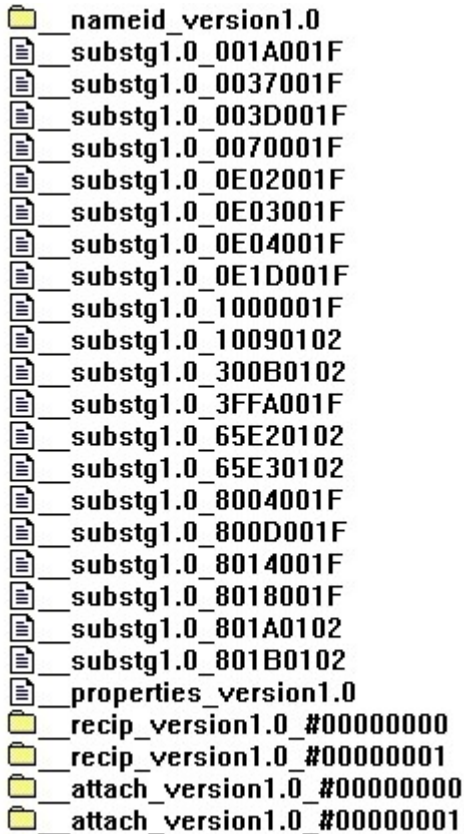 __nameid_version1.0
__substg1.0_001A001F
__substg1.0_0037001F
__substg1.0_003D001F
__substg1.0_0070001F
__substg1.0_0E02001F
__substg1.0_0E03001F
__substg1.0_0E04001F
__substg1.0_0E1D001F
__substg1.0_1000001F
__substg1.0_10090102
__substg1.0_300B0102
__substg1.0_3FFA001F
__substg1.0_65E20102
__substg1.0_65E30102
__substg1.0_8004001F
__substg1.0_800D001F
__substg1.0_8014001F
__substg1.0_8018001F
__substg1.0_801A0102
__substg1.0_801B0102
__properties_version1.0
__recip_version1.0_#00000000
__recip_version1.0_#00000001
__attach_version1.0_#00000000
__attach_version1.0_#00000001